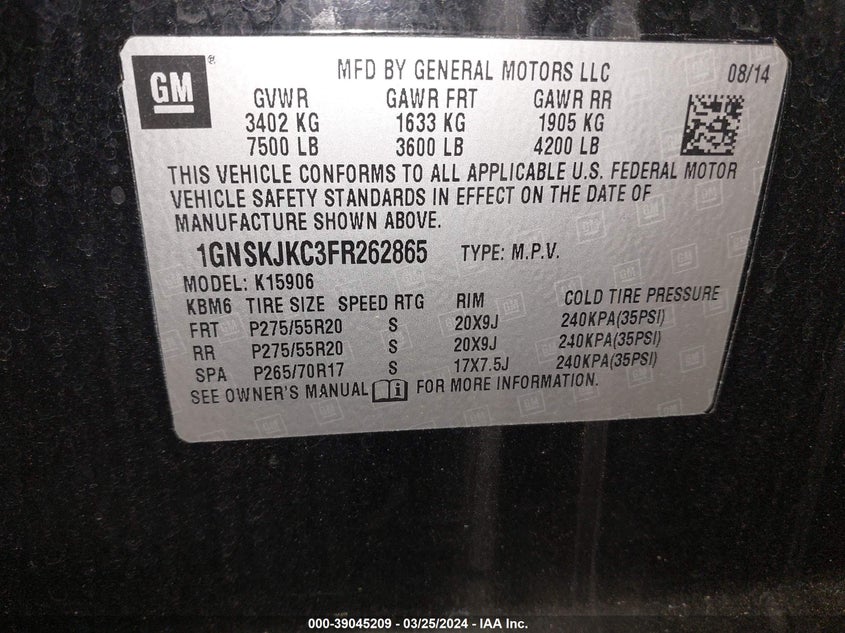 GM ®
MFD BY GENERAL MOTORS LLC 08/14
GVWR GAWR FRT GAWR RR
3402 KG 1633 KG 1905 KG
7500 LB 3600 LB 4200 LB
THIS VEHICLE CONFORMS TO ALL APPLICABLE U.S. FEDERAL MOTOR
VEHICLE SAFETY STANDARDS IN EFFECT ON THE DATE OF
MANUFACTURE SHOWN ABOVE.
1GNSKJKC3FR262865 TYPE: M.P.V.
MODEL: K15906
KBM6 TIRE SIZE SPEED RTG RIM COLD TIRE PRESSURE
FRT P275/55R20 S 20X9J 240KPA(35PSI)
RR P275/55R20 S 20X9J 240KPA(35PSI)
SPA P265/70R17 S 17X7.5J 240KPA(35PSI)
SEE OWNER'S MANUAL i FOR MORE INFORMATION.
000-39045209 - 03/25/2024 - IAA Inc.